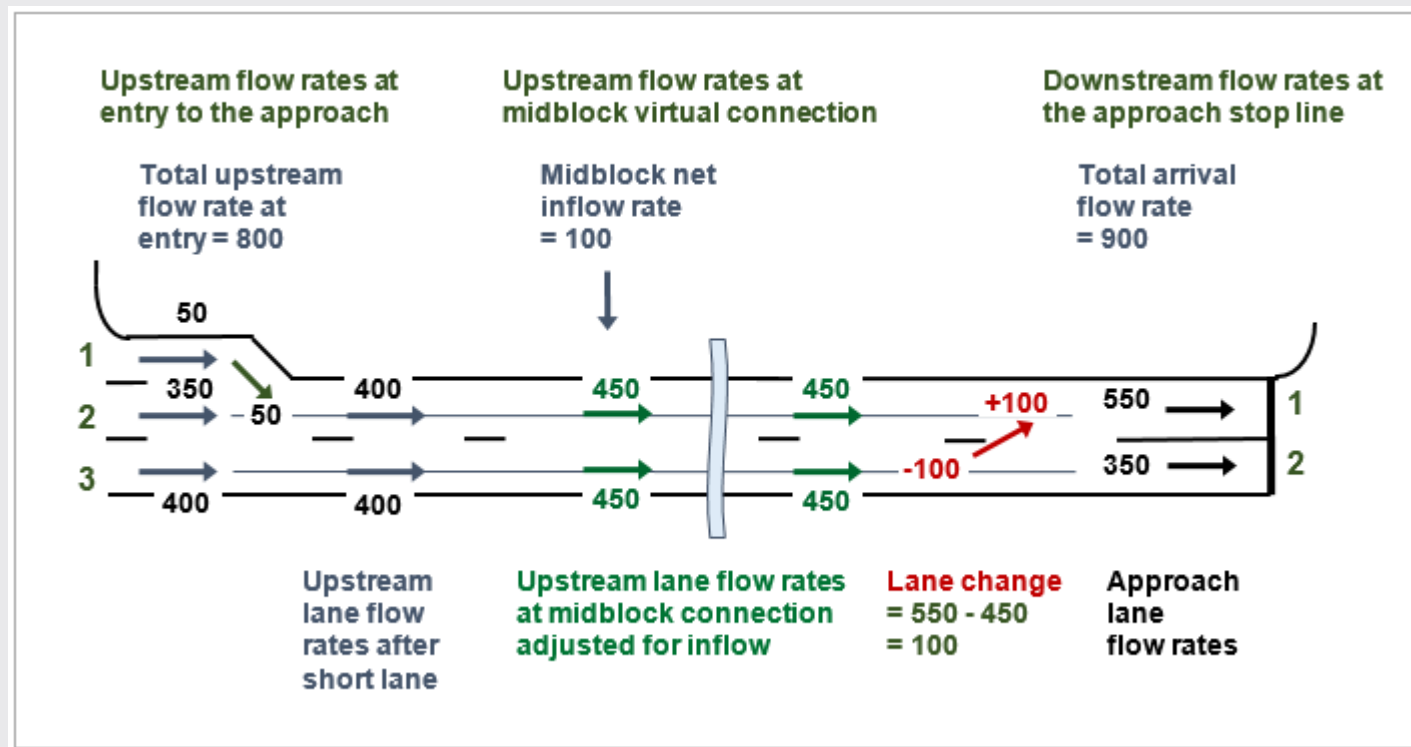 Upstream flow rates at
entry to the approach
Upstream flow rates at
midblock virtual connection
Downstream flow rates at
the approach stop line
Total upstream
flow rate at
entry = 800
Midblock net
inflow rate
= 100
Total arrival
flow rate
= 900
50
1
350
400
450
450
+100
550
1
2
50
3
400
400
450
450
-100
350
2
Upstream
lane flow
rates after
short lane
Upstream lane flow rates
at midblock connection
adjusted for inflow
Lane change
= 550 - 450
= 100
Approach
lane
flow rates